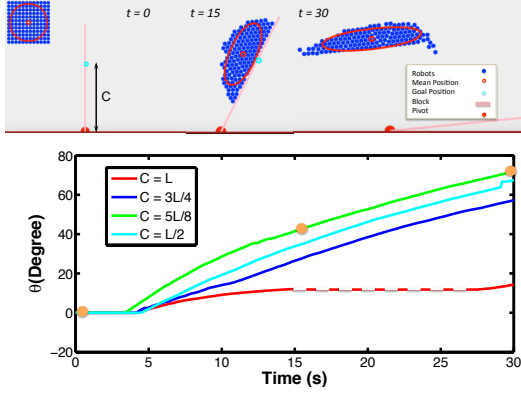 t = 0
t = 15
t = 30
C
Robots
Mean Position
Goal Position
Block
Pivot
80
60
40
20
0
−20
θ(Degree)
C = L
C = 3L/4
C = 5L/8
C = L/2
0
5
10
15
20
25
30
Time (s)